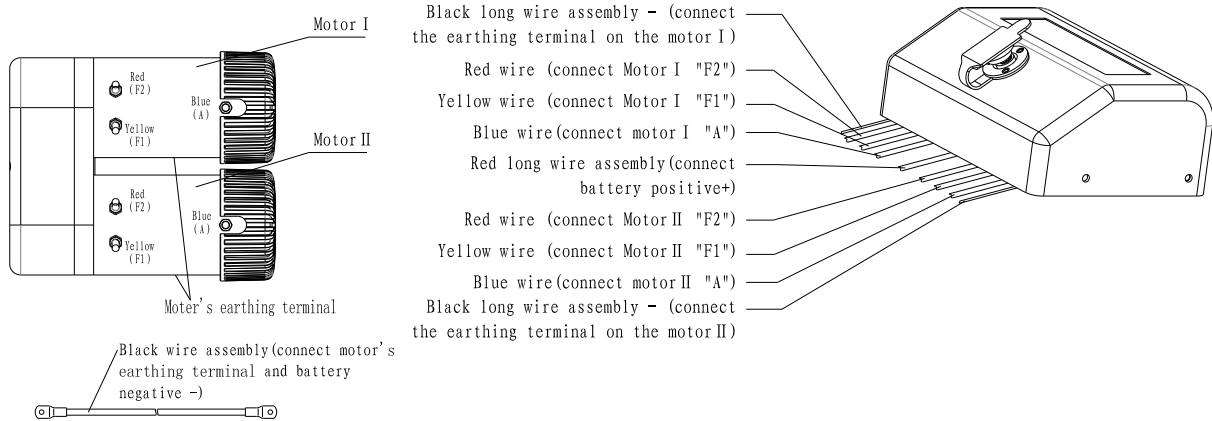 Motor I
Red
(F2)
Blue
(A)
Yellow
(F1)
Motor II
Red
(F2)
Blue
(A)
Yellow
(F1)
Moter's earthing terminal
Black wire assembly(connect motor's
earthing terminal and battery
negative -)
Black long wire assembly - (connect
the earthing terminal on the motor I)
Red wire (connect Motor I "F2")
Yellow wire (connect Motor I "F1")
Blue wire(connect motor I "A")
Red long wire assembly(connect
battery positive+)
Red wire (connect Motor II "F2")
Yellow wire (connect Motor II "F1")
Blue wire(connect motor II "A")
Black long wire assembly - (connect
the earthing terminal on the motor II)